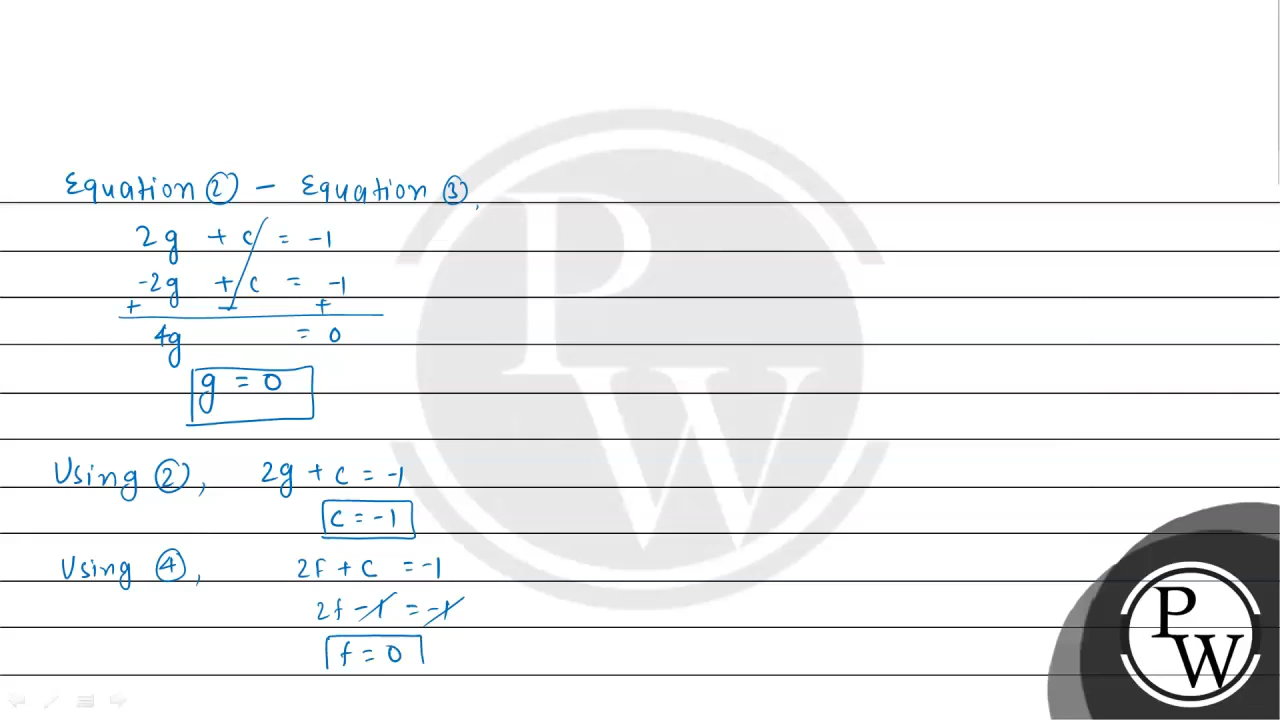 Equation ② - Equation ③,
2g + c = -1
-2g + c = -1
+ - +
4g = 0
g = 0
Using ②, 2g + c = -1
c = -1
Using ④, 2f + c = -1
2f - 1 = -1
f = 0
P
W
P
W